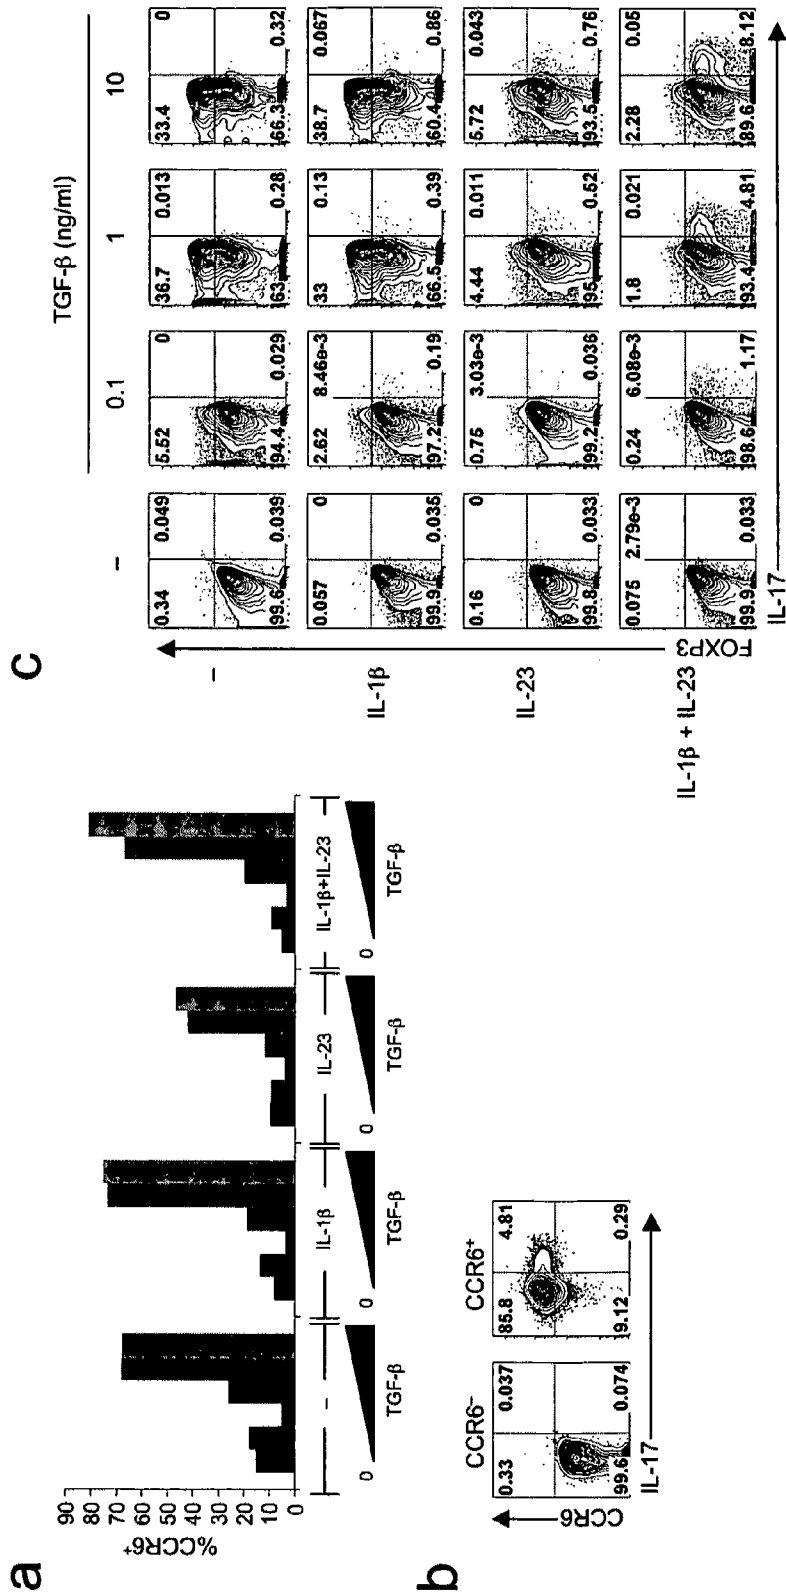 a
%CCR6+
90
80
70
60
50
40
30
20
10
0
– IL-1β IL-23 IL-1β+IL-23
0 0 0 0
TGF-β TGF-β TGF-β TGF-β
b
CCR6− CCR6+
0.33 0.037 85.8 4.81
99.6 0.074 9.12 0.29
CCR6
IL-17
c
TGF-β (ng/ml)
– 0.1 1 10
–
0.34 0.049 5.52 0 36.7 0.013 33.4 0
99.6 0.039 94.4 0.029 63 0.28 66.3 0.32
IL-1β
0.057 0 2.62 8.46e-3 33 0.13 38.7 0.067
99.9 0.035 97.2 0.19 66.5 0.39 60.4 0.86
IL-23
0.16 0 0.75 3.03e-3 4.44 0.011 5.72 0.043
99.8 0.033 99.2 0.036 95 0.52 93.5 0.76
IL-1β + IL-23
0.075 2.79e-3 0.24 6.08e-3 1.8 0.021 2.28 0.05
99.9 0.033 98.6 1.17 93.4 4.81 89.6 8.12
FOXP3
IL-17